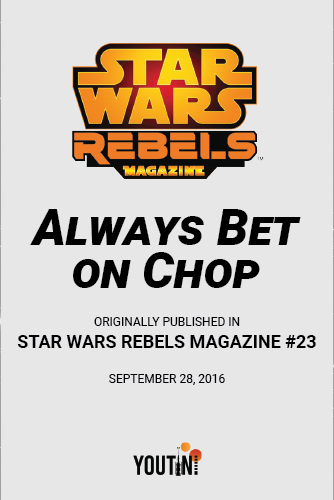 STAR
WARS
REBELS
MAGAZINE
TM
ALWAYS BET
ON CHOP
ORIGINALLY PUBLISHED IN
STAR WARS REBELS MAGAZINE #23
SEPTEMBER 28, 2016
YOUTINI